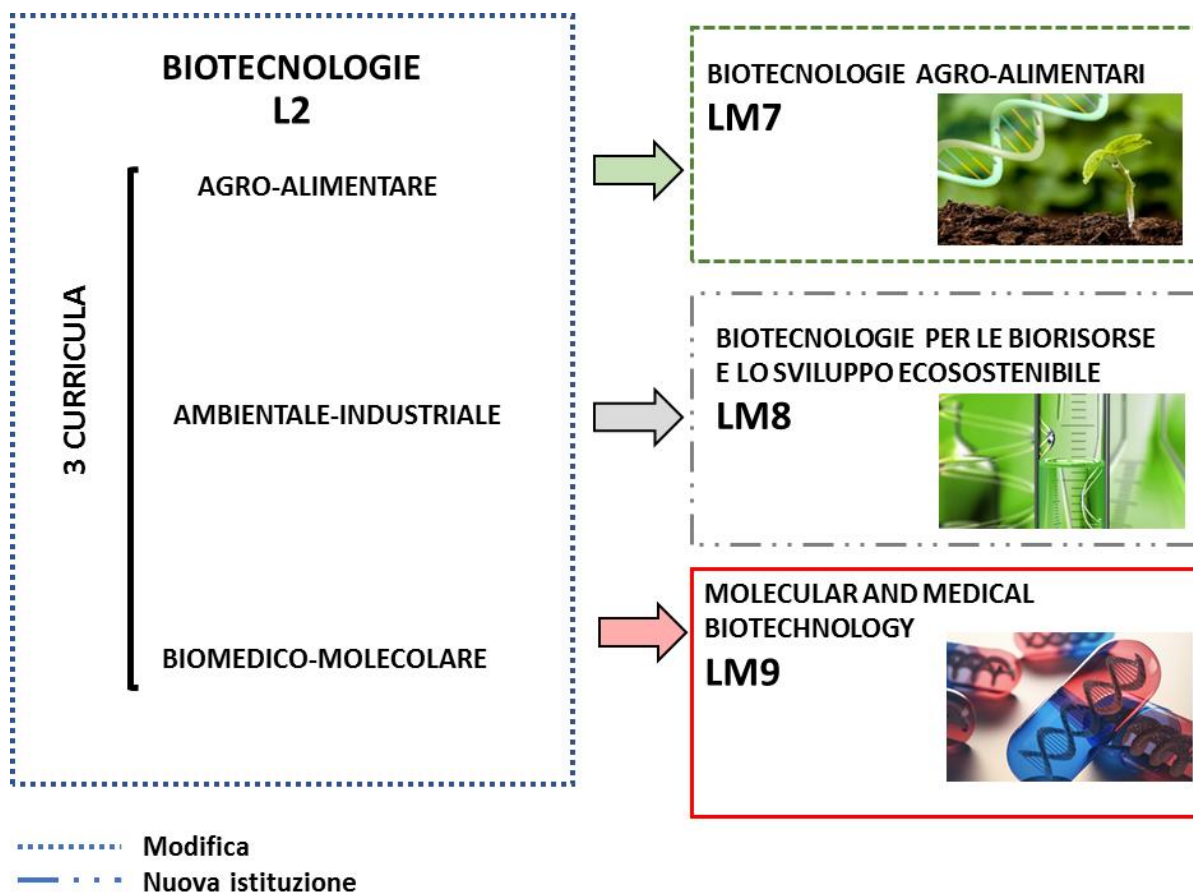 BIOTECNOLOGIE
L2
3 CURRICULA
AGRO-ALIMENTARE
AMBIENTALE-INDUSTRIALE
BIOMEDICO-MOLECOLARE
BIOTECNOLOGIE AGRO-ALIMENTARI
LM7
BIOTECNOLOGIE PER LE BIORISORSE
E LO SVILUPPO ECOSOSTENIBILE
LM8
MOLECULAR AND MEDICAL
BIOTECHNOLOGY
LM9
Modifica
Nuova istituzione